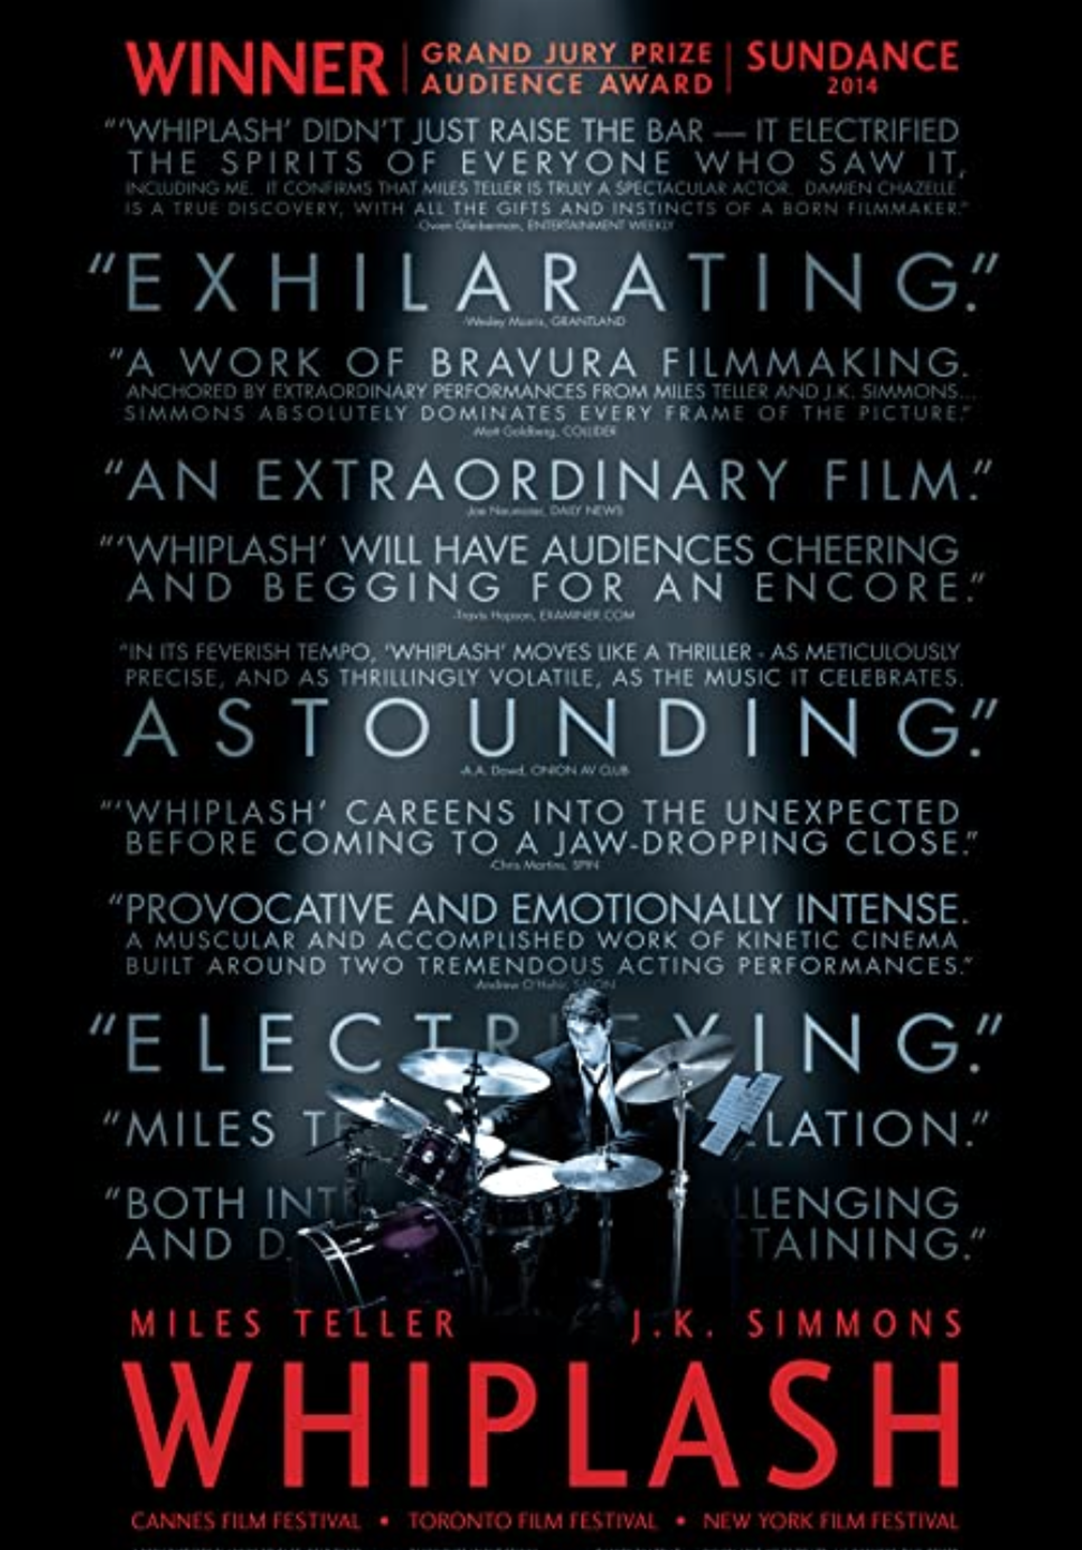 WINNER | GRAND JURY PRIZE | SUNDANCE
AUDIENCE AWARD | 2014
"'WHIPLASH' DIDN'T JUST RAISE THE BAR — IT ELECTRIFIED
THE SPIRITS OF EVERYONE WHO SAW IT,
INCLUDING ME. IT CONFIRMS THAT MILES TELLER IS TRULY A SPECTACULAR ACTOR. DAMIEN CHAZELLE
IS A TRUE DISCOVERY, WITH ALL THE GIFTS AND INSTINCTS OF A BORN FILMMAKER."
-Owen Gleiberman, ENTERTAINMENT WEEKLY
"EXHILARATING."
-Wesley Morris, GRANTLAND
"A WORK OF BRAVURA FILMMAKING.
ANCHORED BY EXTRAORDINARY PERFORMANCES FROM MILES TELLER AND J.K. SIMMONS...
SIMMONS ABSOLUTELY DOMINATES EVERY FRAME OF THE PICTURE."
-Matt Goldberg, COLLIDER
"AN EXTRAORDINARY FILM."
-Joe Neumaier, DAILY NEWS
"'WHIPLASH' WILL HAVE AUDIENCES CHEERING
AND BEGGING FOR AN ENCORE."
-Travis Hopson, EXAMINER.COM
"IN ITS FEVERISH TEMPO, 'WHIPLASH' MOVES LIKE A THRILLER - AS METICULOUSLY
PRECISE, AND AS THRILLINGLY VOLATILE, AS THE MUSIC IT CELEBRATES.
ASTOUNDING."
-A.A. Dowd, ONION AV CLUB
"'WHIPLASH' CAREENS INTO THE UNEXPECTED
BEFORE COMING TO A JAW-DROPPING CLOSE."
-Chris Martins, SPIN
"PROVOCATIVE AND EMOTIONALLY INTENSE.
A MUSCULAR AND ACCOMPLISHED WORK OF KINETIC CINEMA
BUILT AROUND TWO TREMENDOUS ACTING PERFORMANCES."
-Andrew O'Hehir, SALON
"ELECTRIFYING."
"MILES TE LATION."
"BOTH INT LLENGING
AND D TAINING."
MILES TELLER J.K. SIMMONS
WHIPLASH
CANNES FILM FESTIVAL • TORONTO FILM FESTIVAL • NEW YORK FILM FESTIVAL